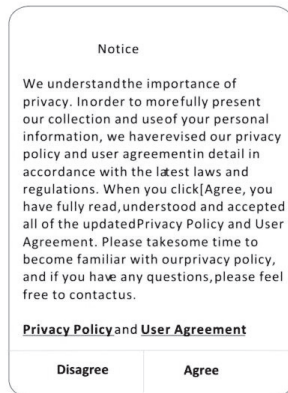 Notice
We understandthe importance of
privacy. Inorder to morefully present
our collection and useof your personal
information, we haverevised our privacy
policy and user agreementin detail in
accordance with the latest laws and
regulations. When you click[Agree, you
have fully read,understood and accepted
all of the updatedPrivacy Policy and User
Agreement. Please takesome time to
become familiar with ourprivacy policy,
and if you have any questions,please feel
free to contactus.
Privacy Policy and User Agreement
Disagree Agree